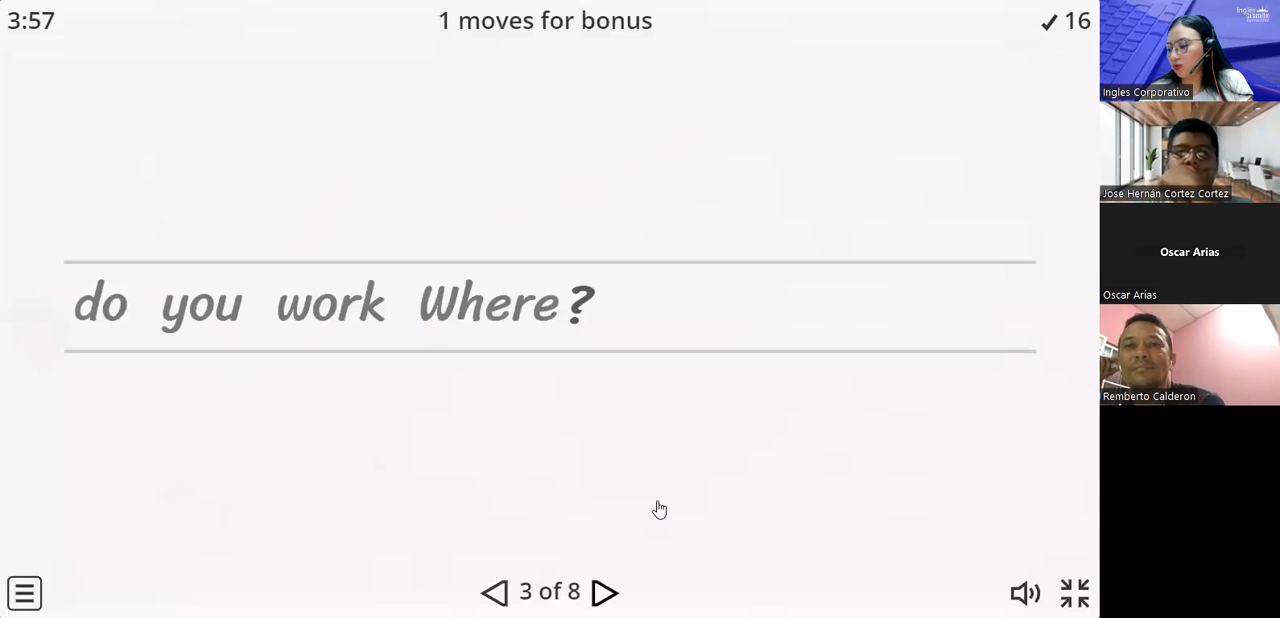 3:57
1 moves for bonus
✓ 16
do you work Where?
3 of 8
Ingles Corporativo
Jose Hernán Cortez Cortez
Oscar Arias
Oscar Arias
Remberto Calderon